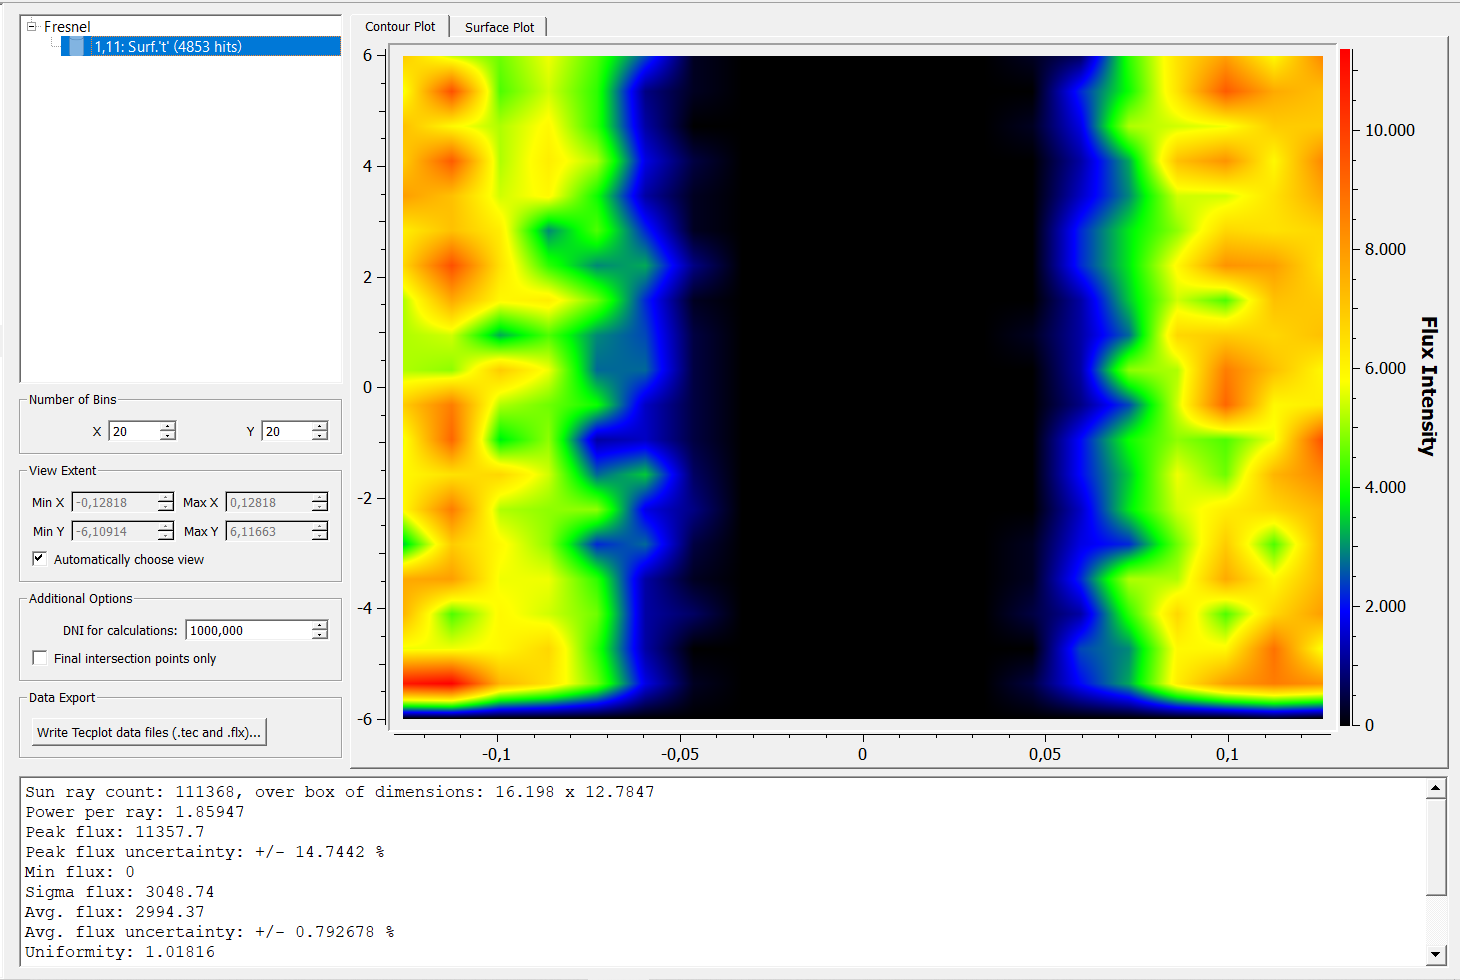 Fresnel
1,11: Surf.'t' (4853 hits)
Number of Bins
X 20 Y 20
View Extent
Min X -0,12818 Max X 0,12818
Min Y -6,10914 Max Y 6,11663
Automatically choose view
Additional Options
DNI for calculations: 1000,000
Final intersection points only
Data Export
Write Tecplot data files (.tec and .flx)...
Contour Plot Surface Plot
6
4
2
0
-2
-4
-6
-0,1 -0,05 0 0,05 0,1
10.000
8.000
6.000
4.000
2.000
0
Flux Intensity
Sun ray count: 111368, over box of dimensions: 16.198 x 12.7847
Power per ray: 1.85947
Peak flux: 11357.7
Peak flux uncertainty: +/- 14.7442 %
Min flux: 0
Sigma flux: 3048.74
Avg. flux: 2994.37
Avg. flux uncertainty: +/- 0.792678 %
Uniformity: 1.01816